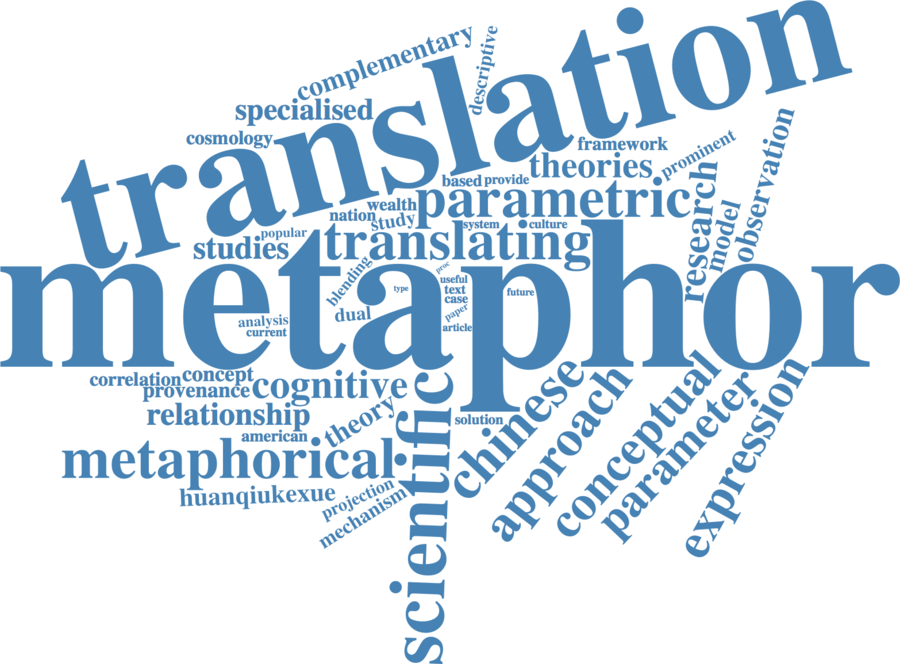 translation
complementary
descriptive
specialised
cosmology
framework
theories
prominent
observation
based
provide
parametric
research
model
wealth
nation
study
system
culture
popular
studies
translating
metaphor
blending
proc
type
useful
text
case
future
dual
paper
article
analysis
current
correlation
concept
provenance
cognitive
relationship
theory
american
solution
scientific
chinese
approach
conceptual
parameter
expression
metaphorical
huanqiukexue
projection
mechanism